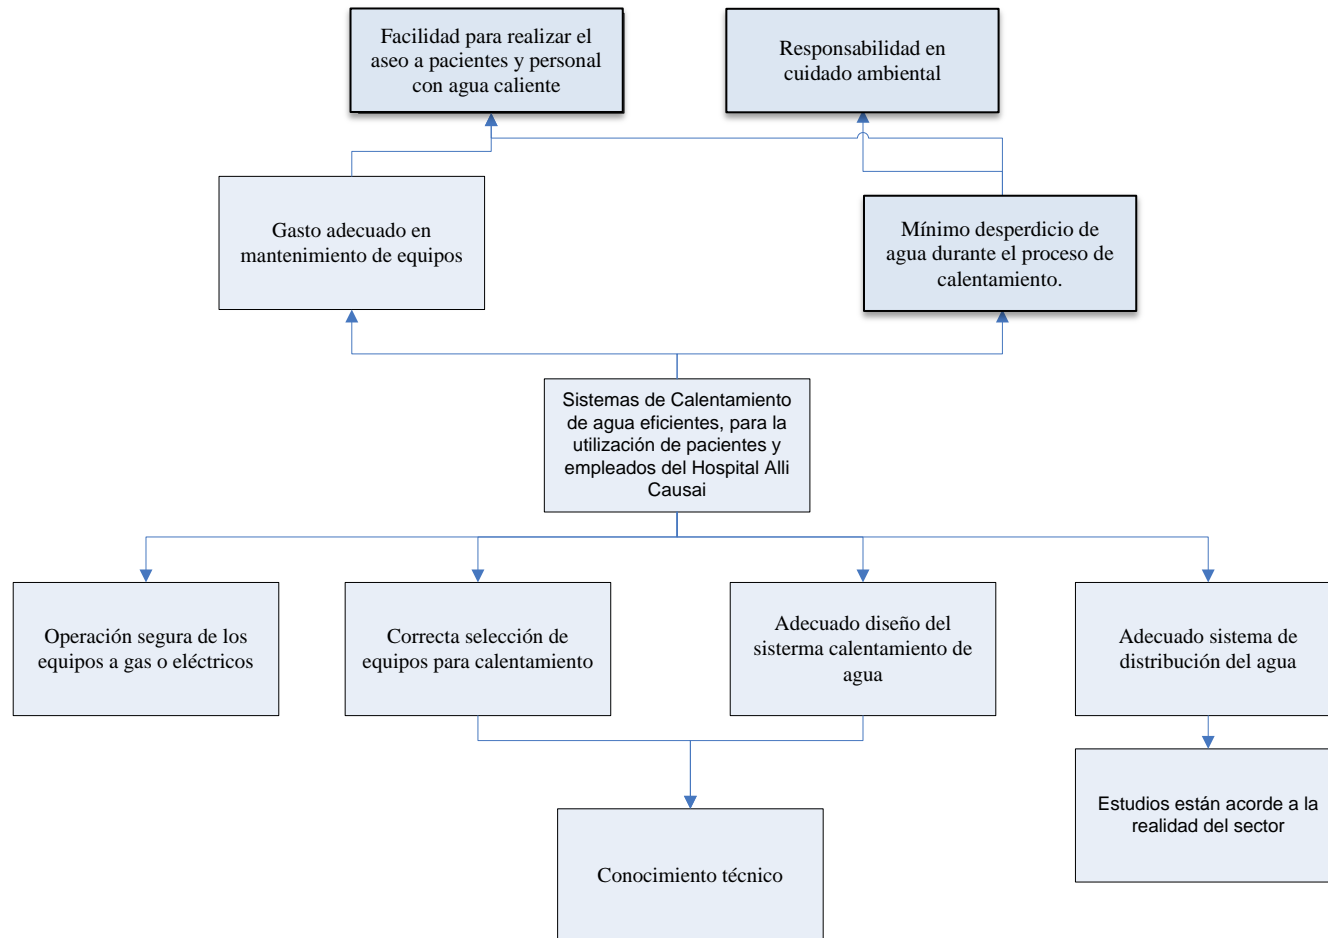 Facilidad para realizar el
aseo a pacientes y personal
con agua caliente
Responsabilidad en
cuidado ambiental
Gasto adecuado en
mantenimiento de equipos
Mínimo desperdicio de
agua durante el proceso de
calentamiento.
Sistemas de Calentamiento
de agua eficientes, para la
utilización de pacientes y
empleados del Hospital Alli
Causai
Operación segura de los
equipos a gas o eléctricos
Correcta selección de
equipos para calentamiento
Adecuado diseño del
sisterma calentamiento de
agua
Adecuado sistema de
distribución del agua
Estudios están acorde a la
realidad del sector
Conocimiento técnico